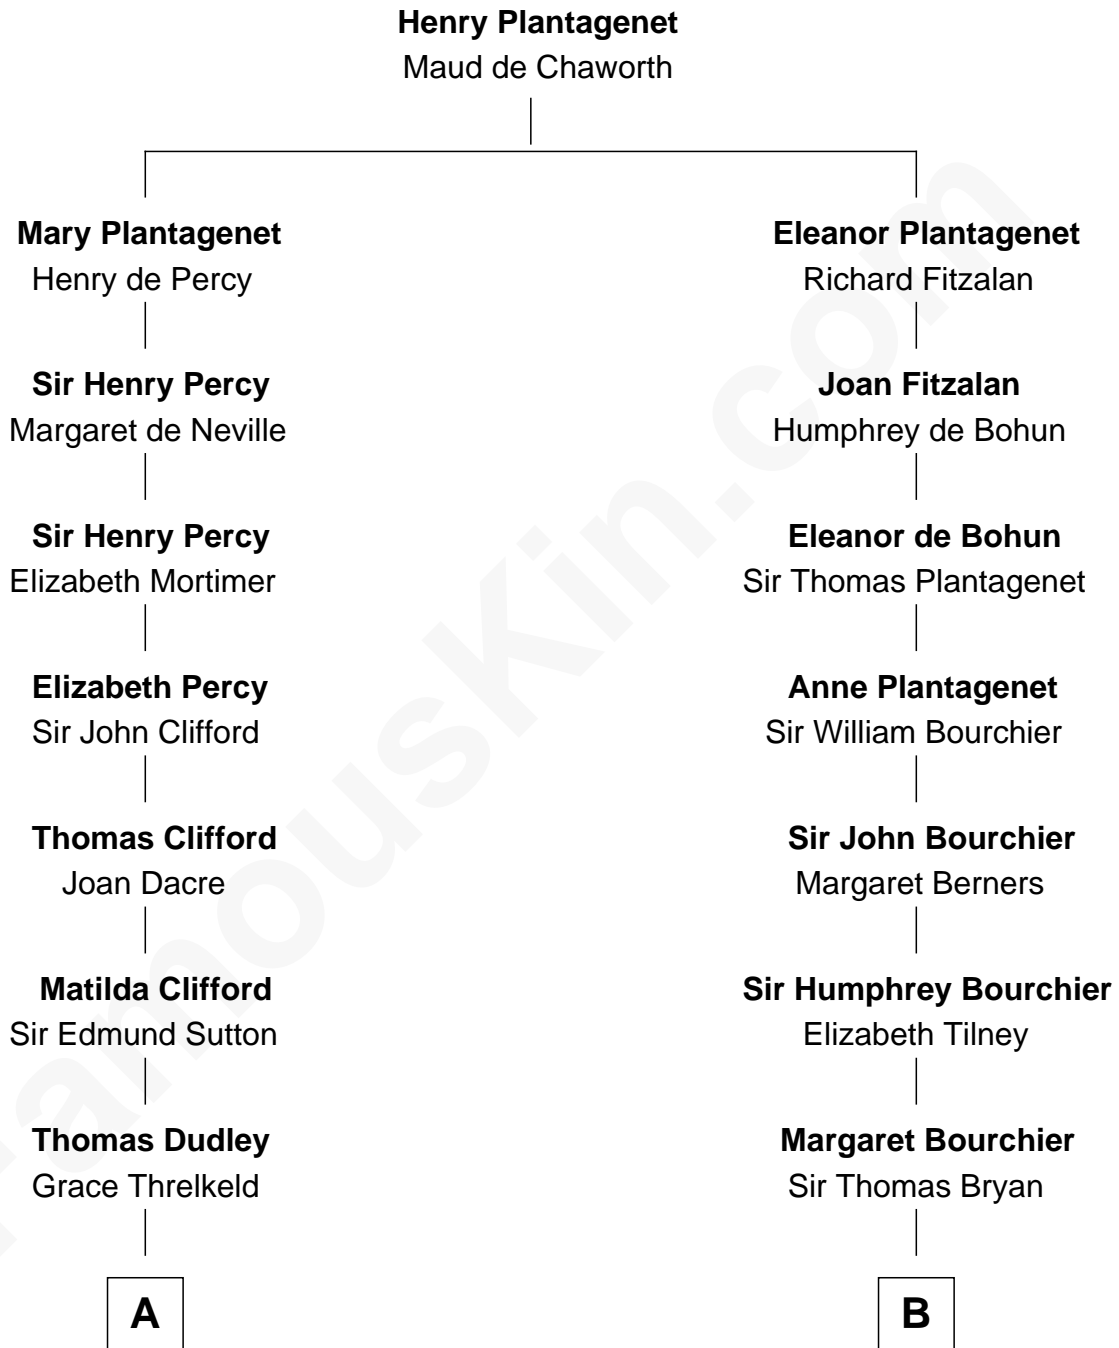 Henry Plantagenet
Maud de Chaworth
Mary Plantagenet
Henry de Percy
Eleanor Plantagenet
Richard Fitzalan
Sir Henry Percy
Margaret de Neville
Joan Fitzalan
Humphrey de Bohun
Sir Henry Percy
Elizabeth Mortimer
Eleanor de Bohun
Sir Thomas Plantagenet
Elizabeth Percy
Sir John Clifford
Anne Plantagenet
Sir William Bourchier
Thomas Clifford
Joan Dacre
Sir John Bourchier
Margaret Berners
Matilda Clifford
Sir Edmund Sutton
Sir Humphrey Bourchier
Elizabeth Tilney
Thomas Dudley
Grace Threlkeld
Margaret Bourchier
Sir Thomas Bryan
A
B
FamousKin.com